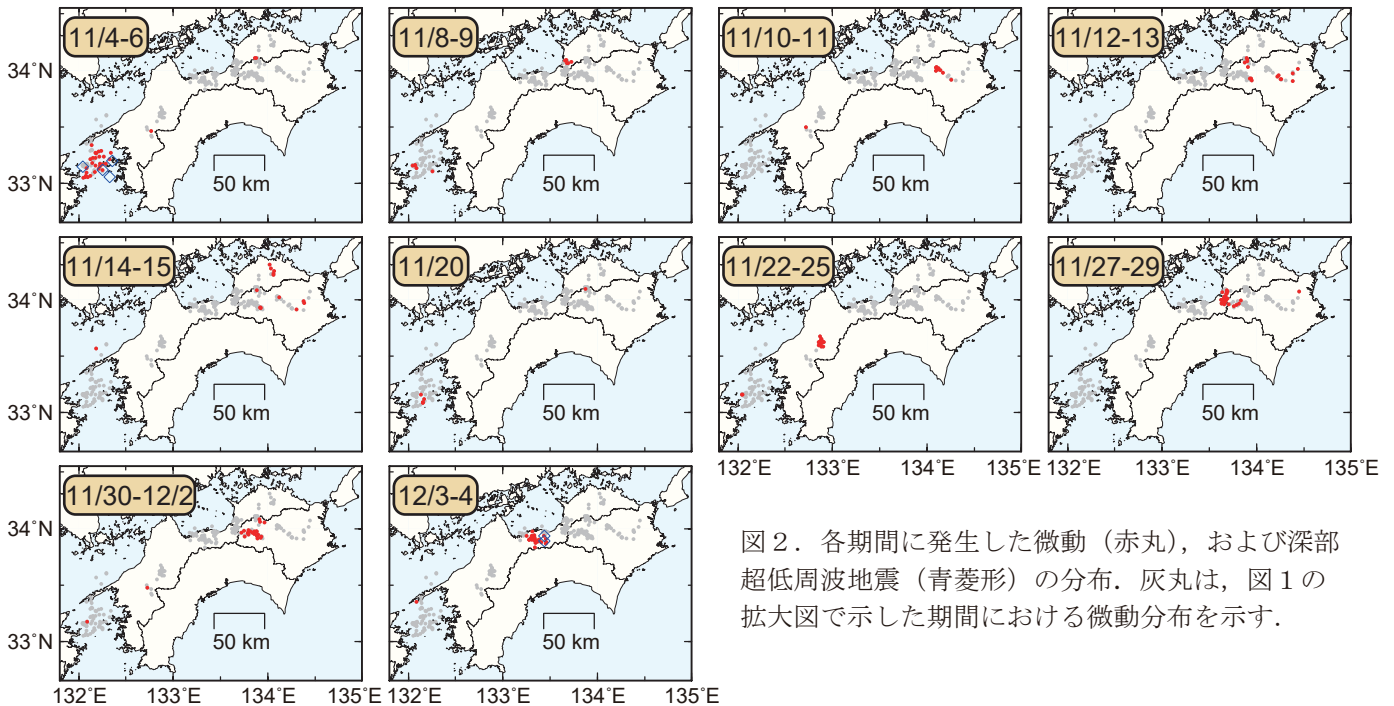 11/4-6
11/8-9
11/10-11
11/12-13
34°N
33°N
50 km
50 km
50 km
50 km
11/14-15
11/20
11/22-25
11/27-29
34°N
33°N
50 km
50 km
50 km
50 km
132°E 133°E 134°E 135°E 132°E 133°E 134°E 135°E
11/30-12/2
12/3-4
34°N
33°N
50 km
50 km
132°E 133°E 134°E 135°E 132°E 133°E 134°E 135°E
図２．各期間に発生した微動（赤丸），および深部
超低周波地震（青菱形）の分布．灰丸は，図１の
拡大図で示した期間における微動分布を示す．